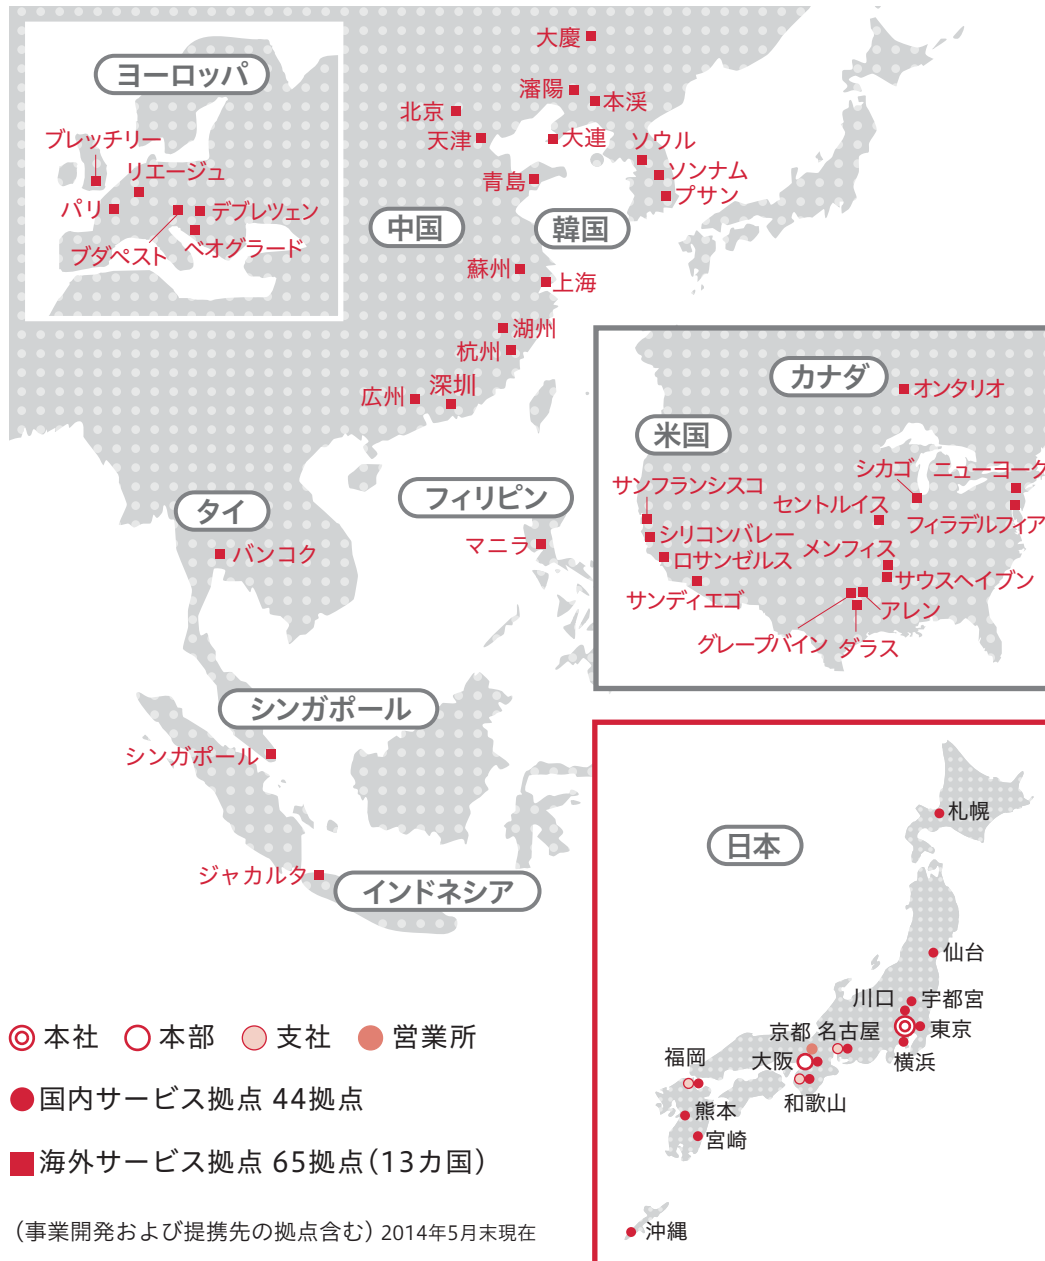 ヨーロッパ
ブレッチリー
リエージュ
パリ
デブレツェン
ブダペスト
ベオグラード
大慶
瀋陽
本渓
北京
天津
大連
ソウル
ソンナム
プサン
青島
中国
韓国
蘇州
上海
湖州
杭州
深圳
広州
カナダ
オンタリオ
米国
シカゴ
ニューヨーク
サンフランシスコ
セントルイス
フィラデルフィア
シリコンバレー
メンフィス
ロサンゼルス
サウスヘイブン
サンディエゴ
アレン
グレープバイン
ダラス
タイ
バンコク
フィリピン
マニラ
シンガポール
シンガポール
ジャカルタ
インドネシア
日本
札幌
仙台
川口
宇都宮
京都
名古屋
東京
福岡
大阪
横浜
和歌山
熊本
宮崎
沖縄
本社 本部 支社 営業所
国内サービス拠点 44拠点
海外サービス拠点 65拠点(13カ国)
(事業開発および提携先の拠点含む) 2014年5月末現在